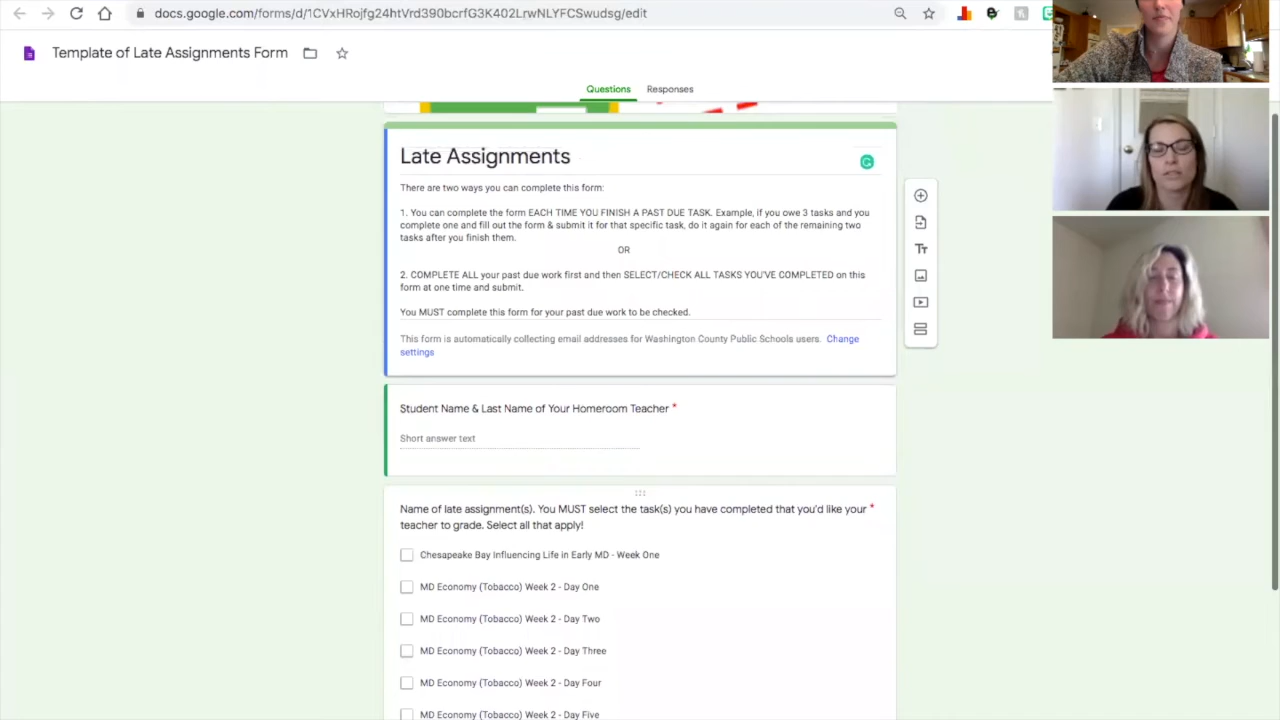 docs.google.com/forms/d/1CVxHRojfg24htVrd390bcrfG3K402LrwNLYFCSwudsg/edit
Template of Late Assignments Form
Questions
Responses
Late Assignments
There are two ways you can complete this form:
1. You can complete the form EACH TIME YOU FINISH A PAST DUE TASK. Example, if you owe 3 tasks and you
complete one and fill out the form & submit it for that specific task, do it again for each of the remaining two
tasks after you finish them.
OR
2. COMPLETE ALL your past due work first and then SELECT/CHECK ALL TASKS YOU'VE COMPLETED on this
form at one time and submit.
You MUST complete this form for your past due work to be checked.
This form is automatically collecting email addresses for Washington County Public Schools users. Change
settings
Tт
Student Name & Last Name of Your Homeroom Teacher *
Short answer text
Name of late assignment(s). You MUST select the task(s) you have completed that you'd like your *
teacher to grade. Select all that apply!
Chesapeake Bay Influencing Life in Early MD - Week One
MD Economy (Tobacco) Week 2 - Day One
MD Economy (Tobacco) Week 2 - Day Two
MD Economy (Tobacco) Week 2 - Day Three
MD Economy (Tobacco) Week 2 - Day Four
MD Economy (Tobacco) Week 2 - Day Five